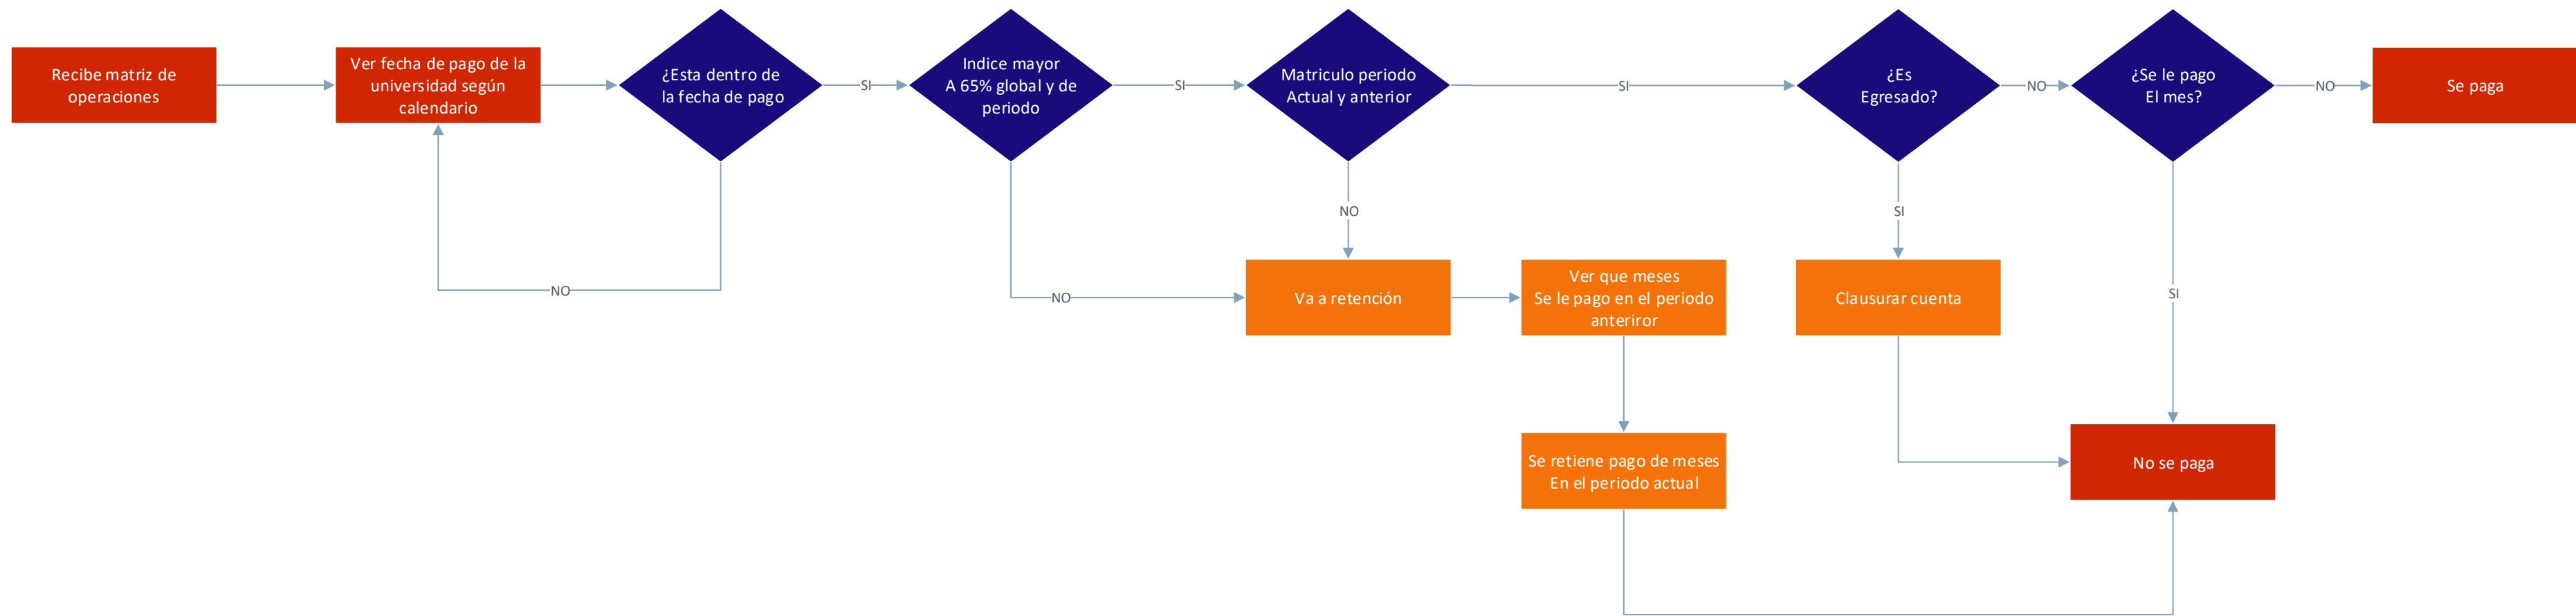 Recibe matriz de
operaciones
Ver fecha de pago de la
universidad según
calendario
¿Esta dentro de
la fecha de pago
SI
Indice mayor
A 65% global y de
periodo
SI
Matriculo periodo
Actual y anterior
SI
¿Es
Egresado?
NO
¿Se le pago
El mes?
NO
Se paga
NO
NO
NO
SI
SI
Va a retención
Ver que meses
Se le pago en el periodo
anteriror
Clausurar cuenta
Se retiene pago de meses
En el periodo actual
No se paga